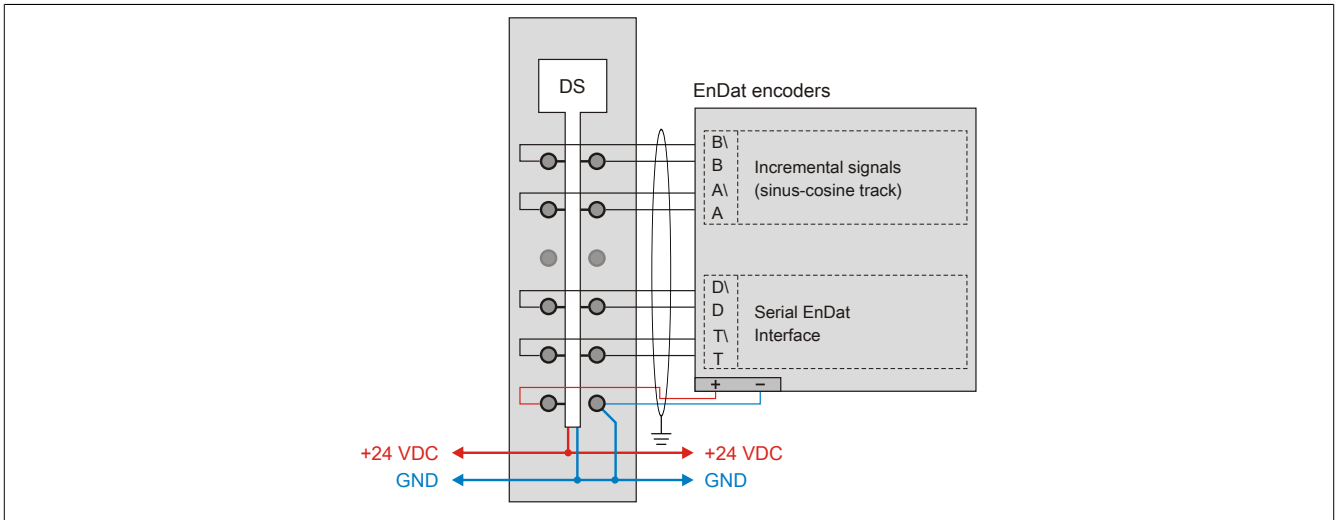 DS
EnDat encoders
B\
B
A\
A
Incremental signals
(sinus-cosine track)
D\
D
T\
T
Serial EnDat
Interface
+ −
+24 VDC +24 VDC
GND GND